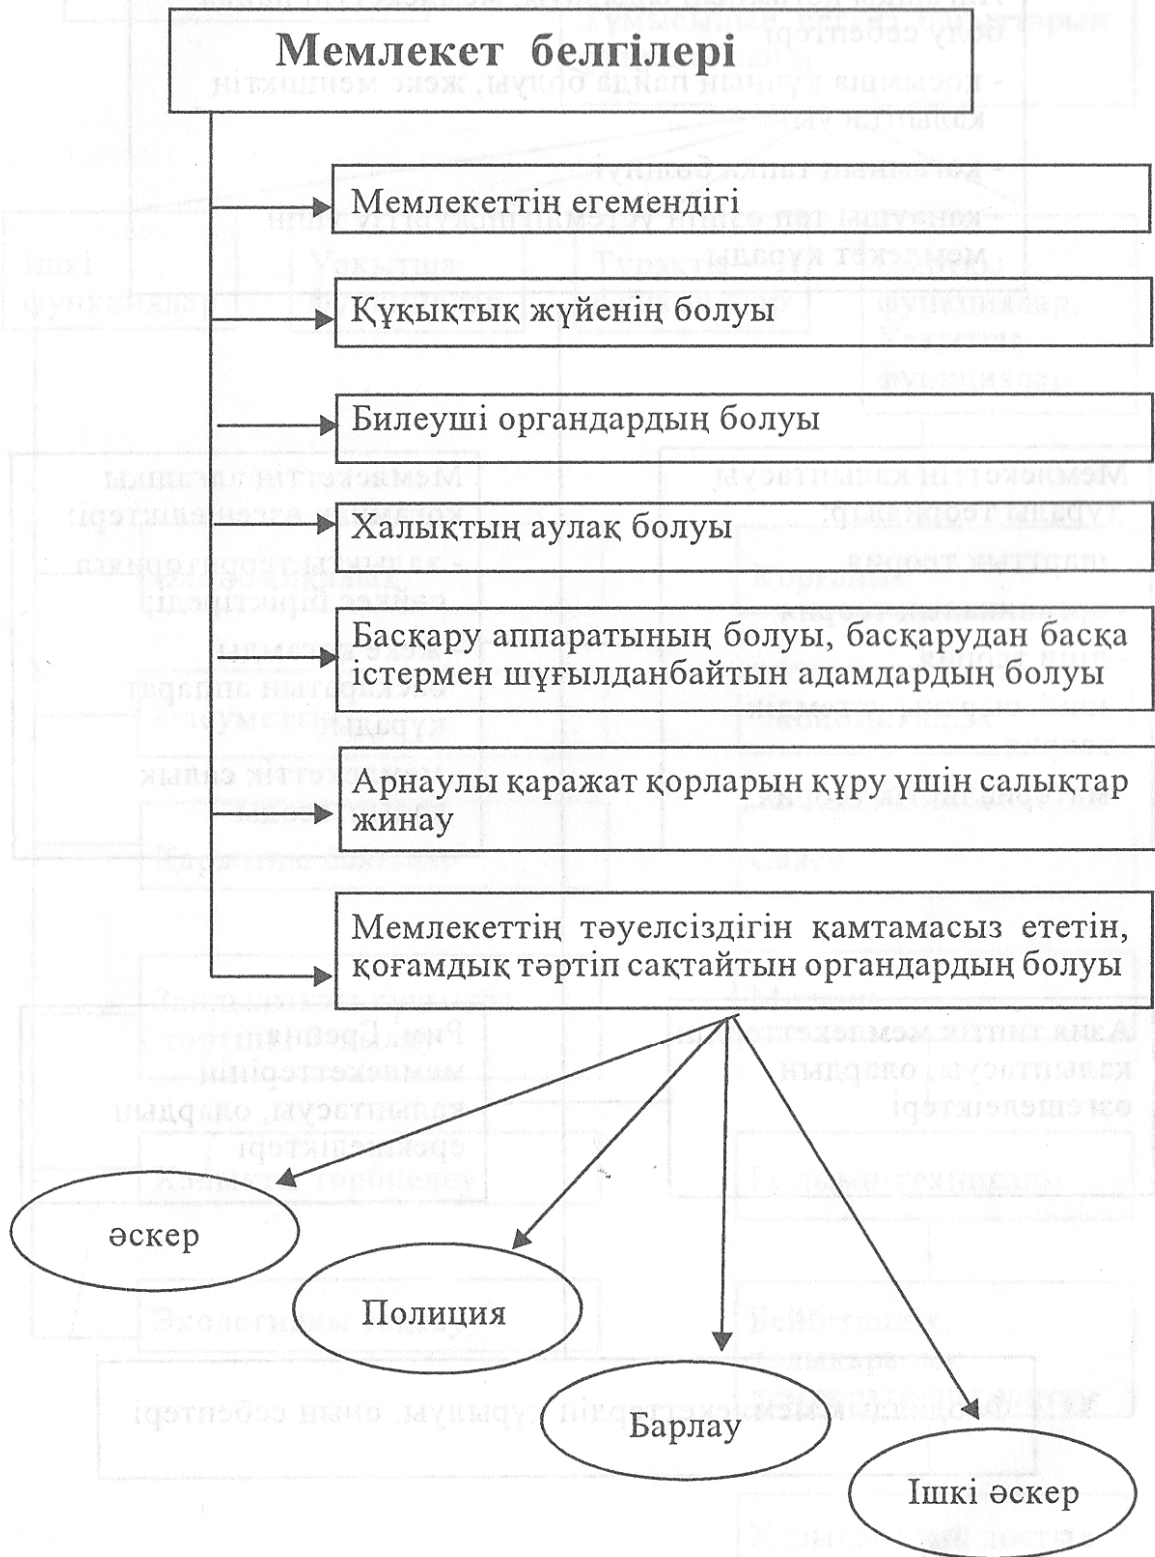 Мемлекет белгілері
Мемлекеттің егемендігі
Құқықтық жүйенің болуы
Билеуші органдардың болуы
Халықтың аулақ болуы
Басқару аппаратының болуы, басқарудан басқа
істермен шұғылданбайтын адамдардың болуы
Арнаулы қаражат қорларын құру үшін салықтар
жинау
Мемлекеттің тәуелсіздігін қамтамасыз ететін,
қоғамдық тәртіп сақтайтын органдардың болуы
әскер
Полиция
Барлау
Ішкі әскер